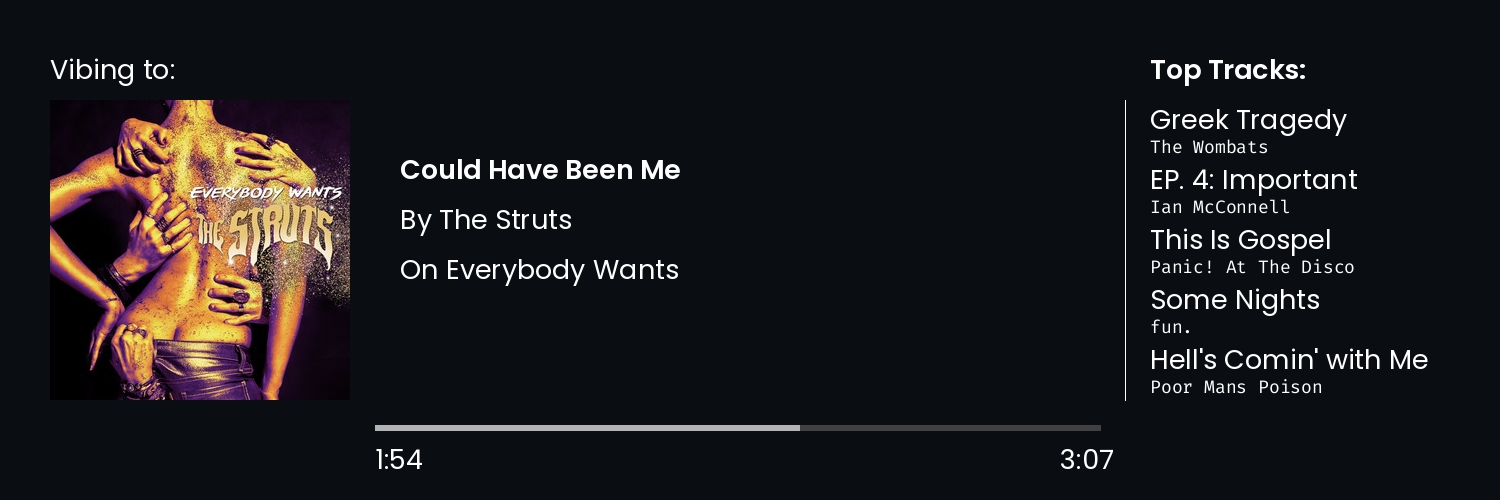 Vibing to:
EVERYBODY WANTS
THE STRUTS
Could Have Been Me
By The Struts
On Everybody Wants
1:54
3:07
Top Tracks:
Greek Tragedy
The Wombats
EP. 4: Important
Ian McConnell
This Is Gospel
Panic! At The Disco
Some Nights
fun.
Hell's Comin' with Me
Poor Mans Poison